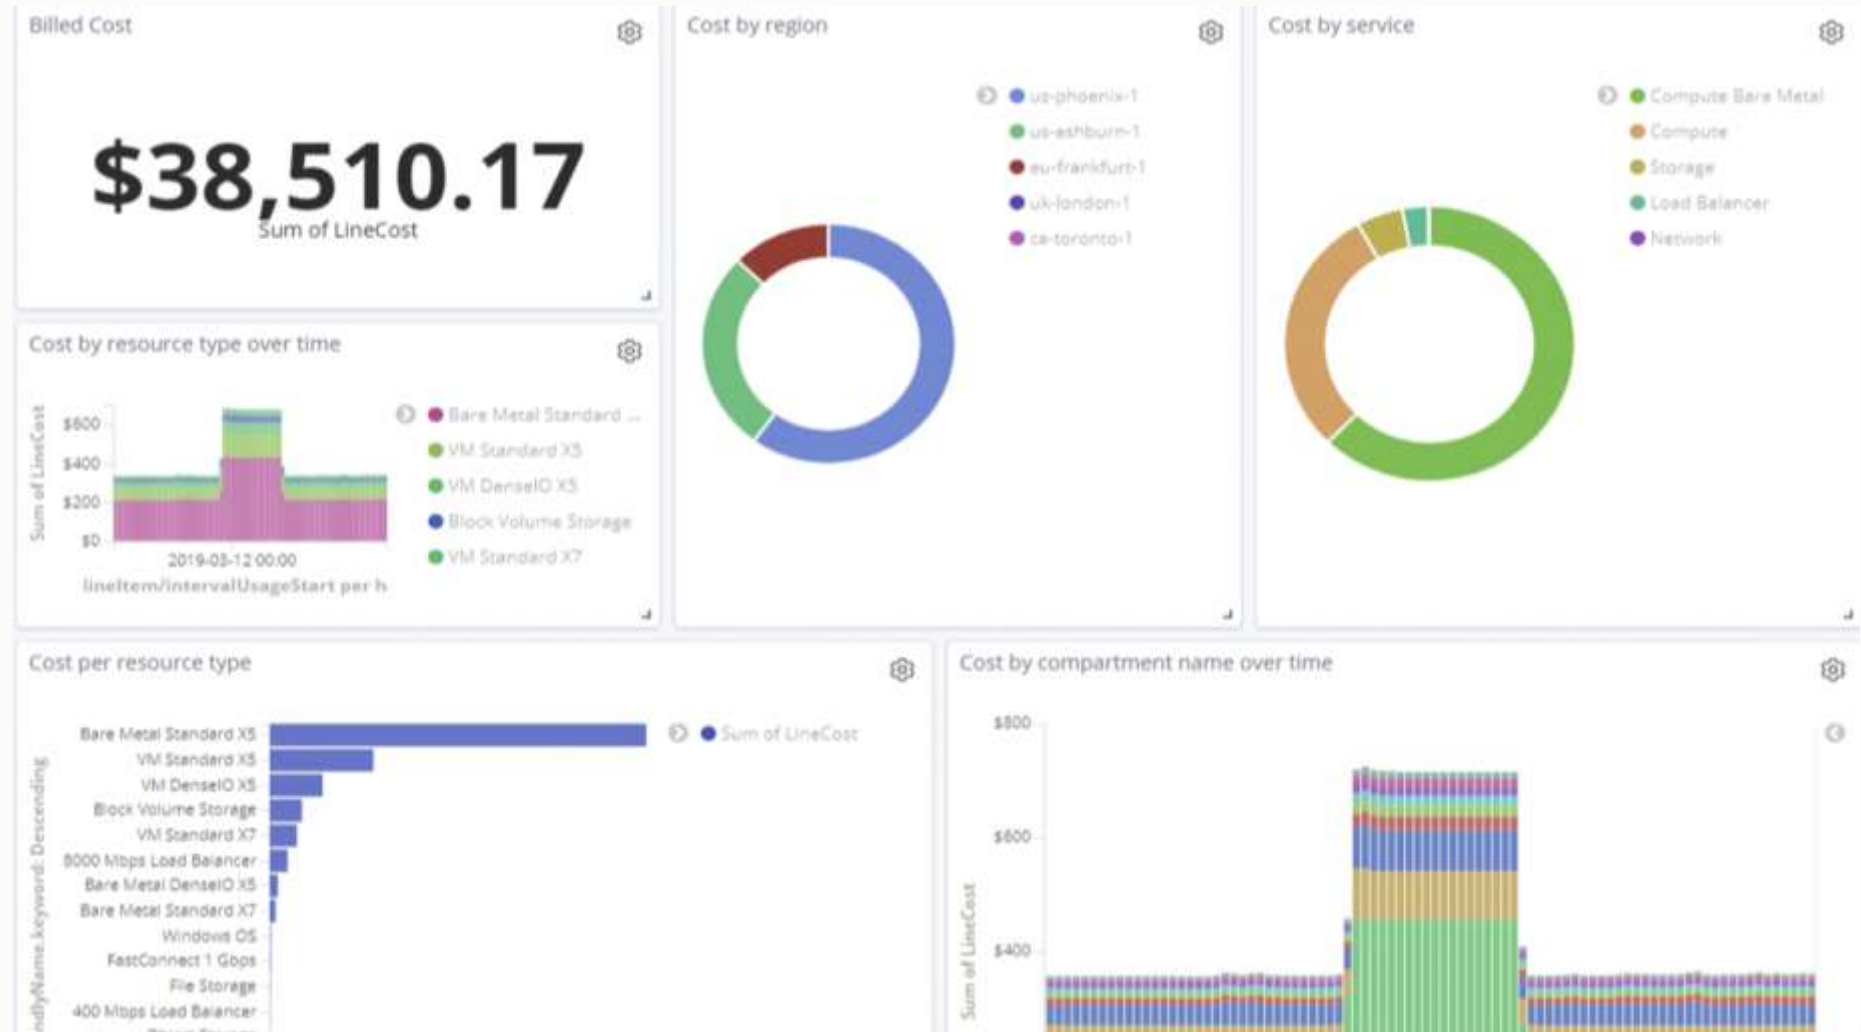 Billed Cost
$38,510.17
Sum of LineCost
Cost by region
us-phoenix-1
us-ashburn-1
eu-frankfurt-1
uk-london-1
ca-toronto-1
Cost by service
Compute Bare Metal
Compute
Storage
Load Balancer
Network
Cost by resource type over time
Sum of LineCost
$600
$400
$200
$0
2019-03-12 00:00
lineItem/intervalUsageStart per h
Bare Metal Standard ...
VM Standard X5
VM DenseIO X5
Block Volume Storage
VM Standard X7
Cost per resource type
ndlyName.keyword: Descending
Bare Metal Standard X5
VM Standard X5
VM DenseIO X5
Block Volume Storage
VM Standard X7
8000 Mbps Load Balancer
Bare Metal DenseIO X5
Bare Metal Standard X7
Windows OS
FastConnect 1 Gbps
File Storage
400 Mbps Load Balancer
Sum of LineCost
Cost by compartment name over time
Sum of LineCost
$800
$600
$400